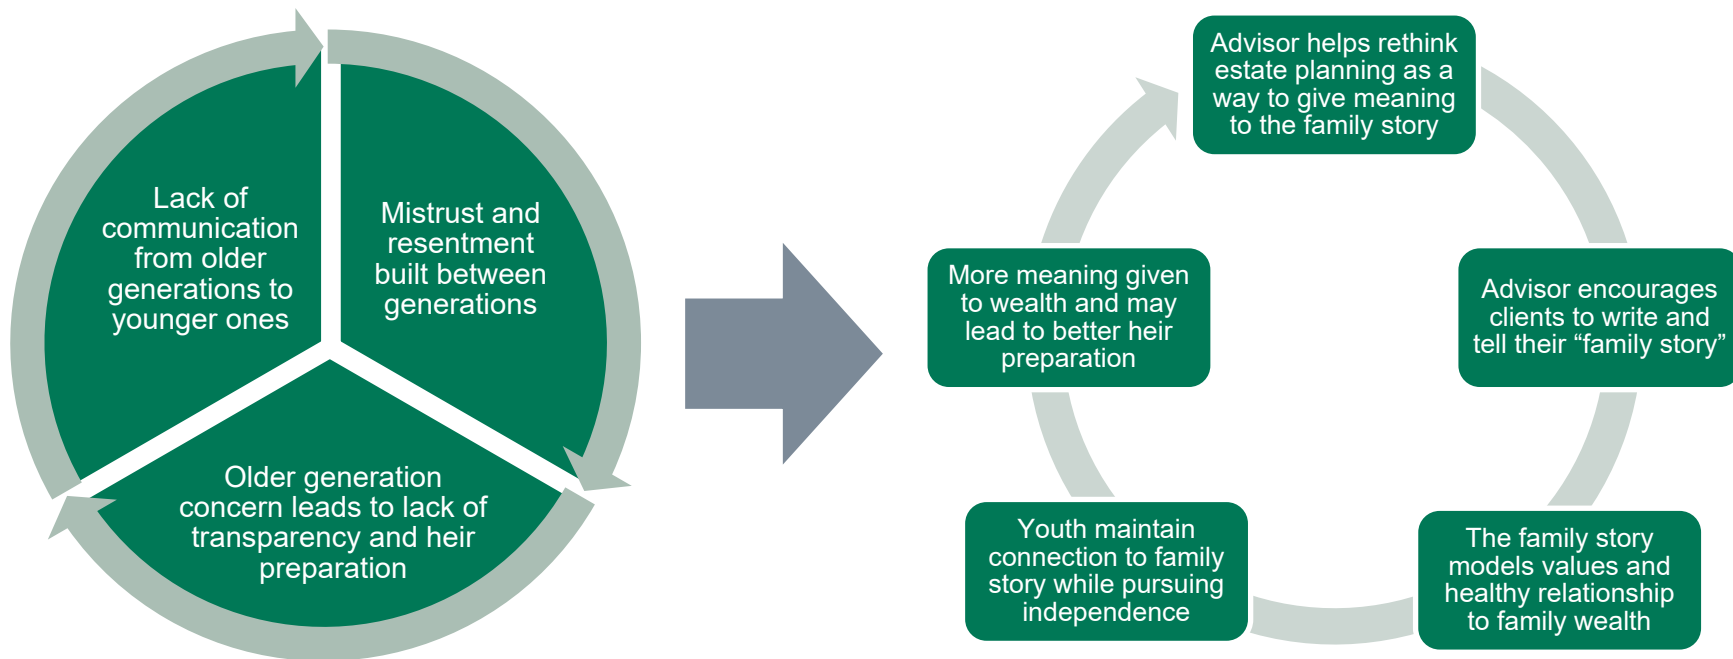 Lack of
communication
from older
generations to
younger ones
Mistrust and
resentment
built between
generations
Older generation
concern leads to lack of
transparency and heir
preparation
Advisor helps rethink
estate planning as a
way to give meaning
to the family story
Advisor encourages
clients to write and
tell their “family story”
The family story
models values and
healthy relationship
to family wealth
Youth maintain
connection to family
story while pursuing
independence
More meaning given
to wealth and may
lead to better heir
preparation